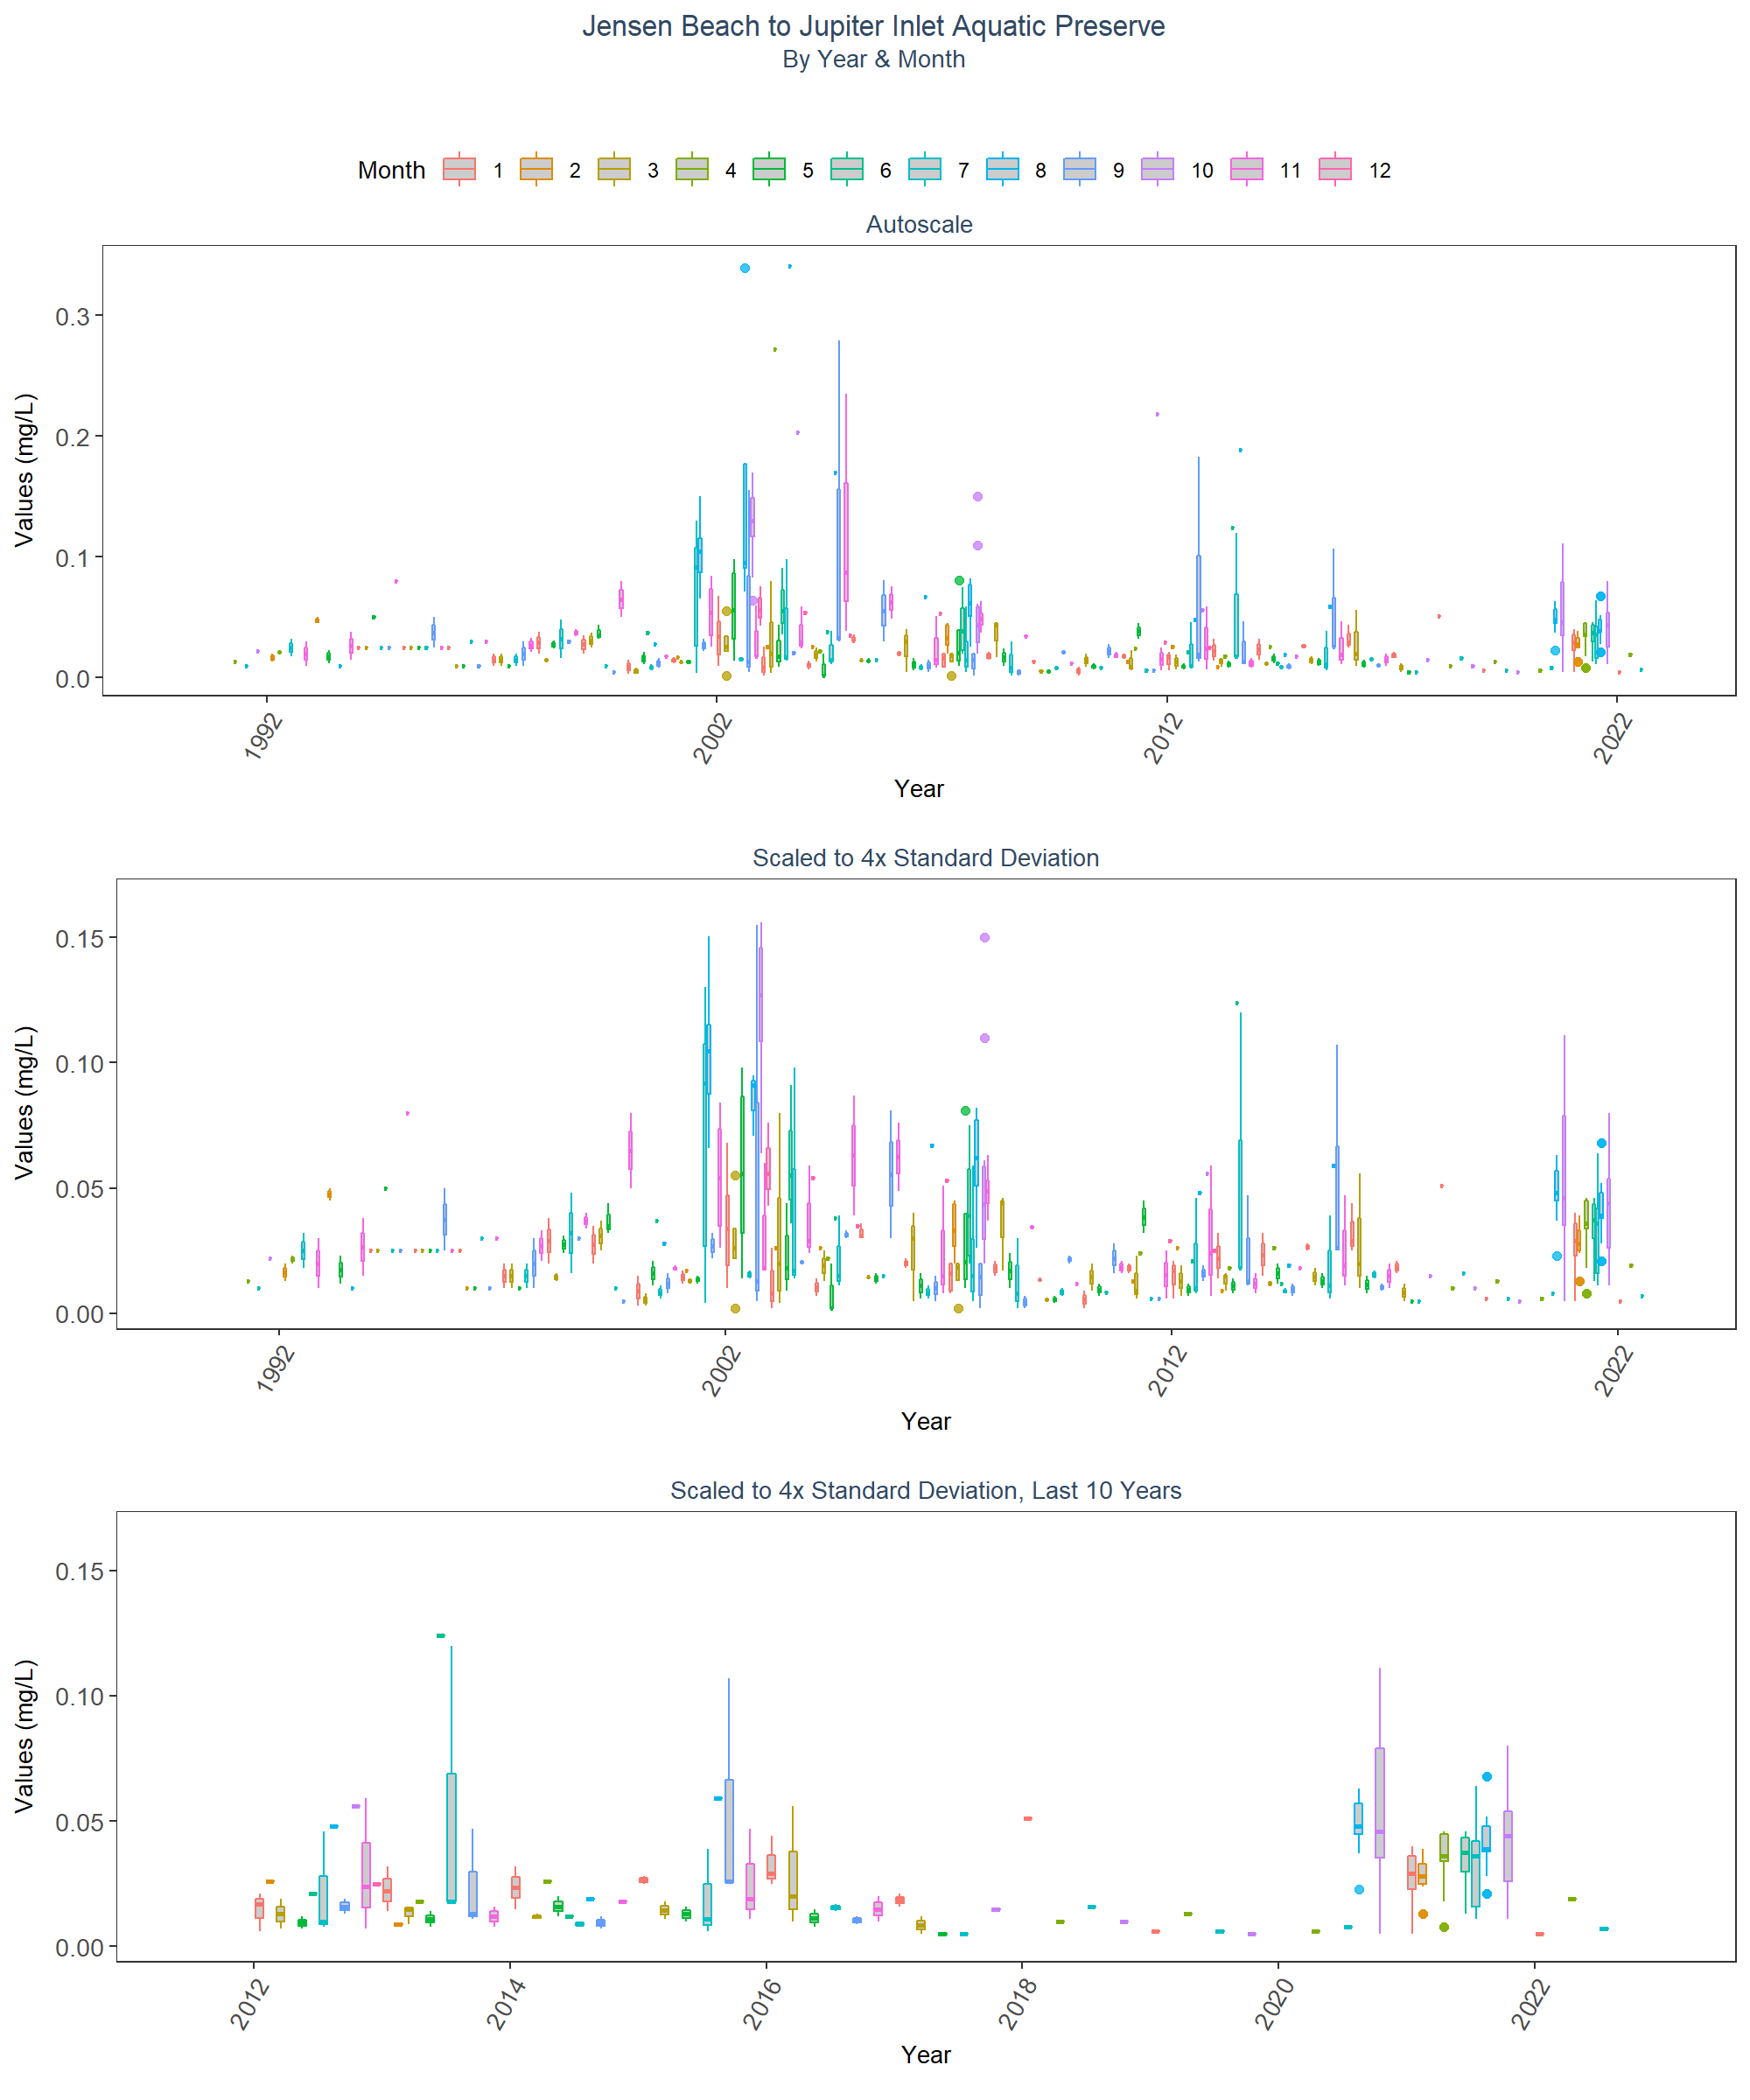 Jensen Beach to Jupiter Inlet Aquatic Preserve
By Year & Month
Month 1 2 3 4 5 6 7 8 9 10 11 12
Autoscale
Values (mg/L)
0.3
0.2
0.1
0.0
1992 2002 2012 2022
Year
Scaled to 4x Standard Deviation
Values (mg/L)
0.15
0.10
0.05
0.00
1992 2002 2012 2022
Year
Scaled to 4x Standard Deviation, Last 10 Years
Values (mg/L)
0.15
0.10
0.05
0.00
2012 2014 2016 2018 2020 2022
Year